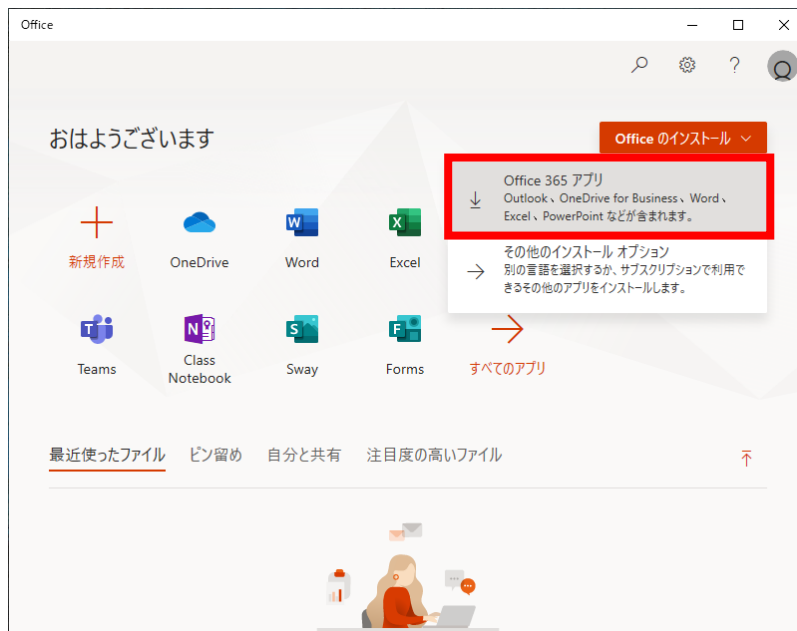 Office
おはようございます
Office のインストール
Office 365 アプリ
Outlook、OneDrive for Business、Word、
Excel、PowerPoint などが含まれます。
その他のインストール オプション
別の言語を選択するか、サブスクリプションで利用で
きるその他のアプリをインストールします。
新規作成
OneDrive
Word
Excel
Teams
Class
Notebook
Sway
Forms
すべてのアプリ
最近使ったファイル
ピン留め
自分と共有
注目度の高いファイル